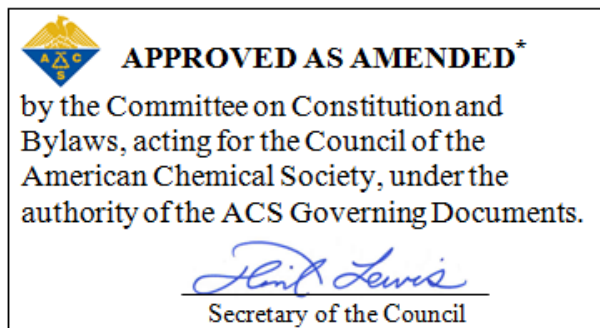 A C S
APPROVED AS AMENDED*
by the Committee on Constitution and
Bylaws, acting for the Council of the
American Chemical Society, under the
authority of the ACS Governing Documents.
Flint Lewis
Secretary of the Council